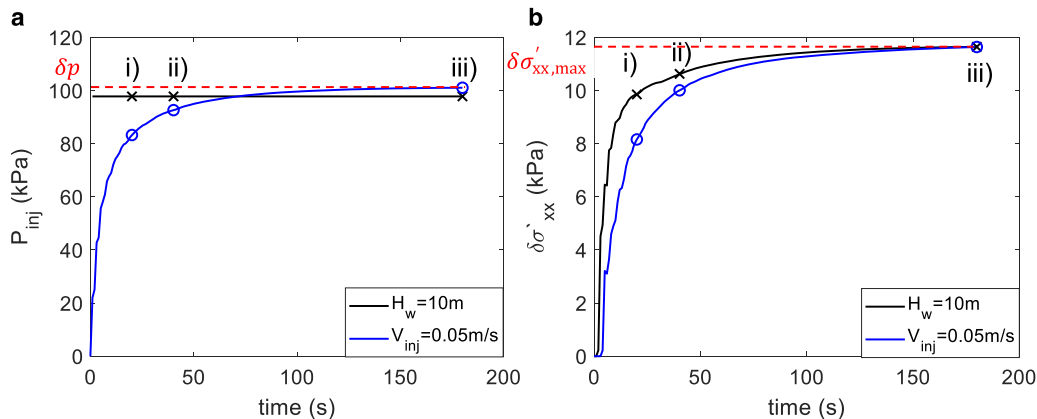 a
120
100
80
60
40
20
0
P_inj (kPa)
δp
i)
ii)
iii)
H_w=10m
V_inj=0.05m/s
0
50
100
150
200
time (s)
b
12
10
8
6
4
2
0
δσ`_xx (kPa)
δσ′_xx,max
i)
ii)
iii)
H_w=10m
V_inj=0.05m/s
0
50
100
150
200
time (s)